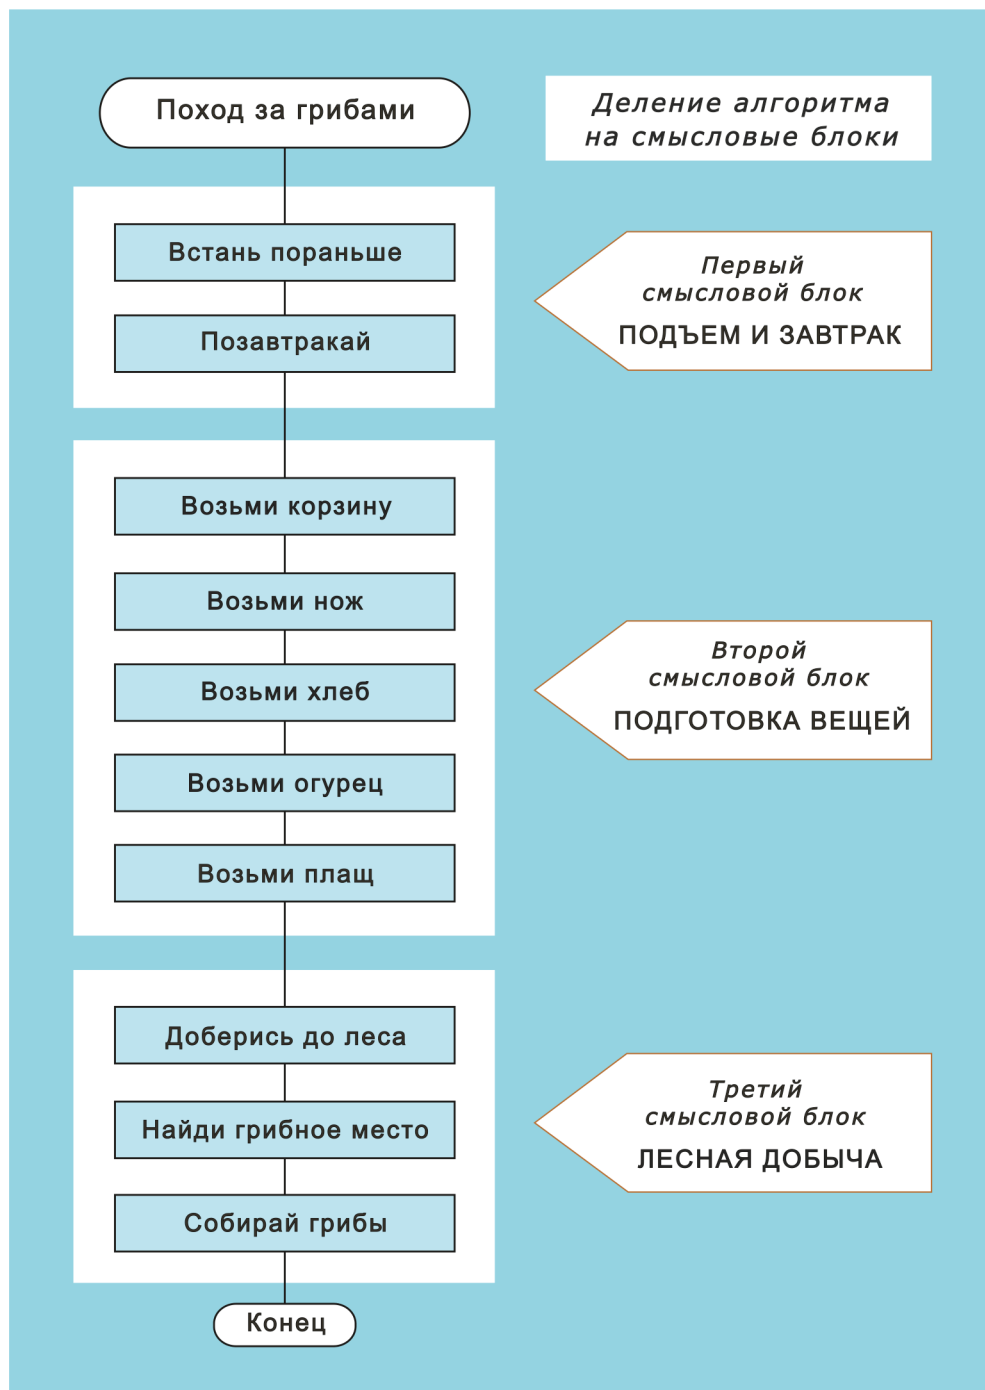 Поход за грибами
Деление алгоритма
на смысловые блоки
Встань пораньше
Позавтракай
Первый
смысловой блок
ПОДЪЕМ И ЗАВТРАК
Возьми корзину
Возьми нож
Возьми хлеб
Возьми огурец
Возьми плащ
Второй
смысловой блок
ПОДГОТОВКА ВЕЩЕЙ
Доберись до леса
Найди грибное место
Собирай грибы
Третий
смысловой блок
ЛЕСНАЯ ДОБЫЧА
Конец